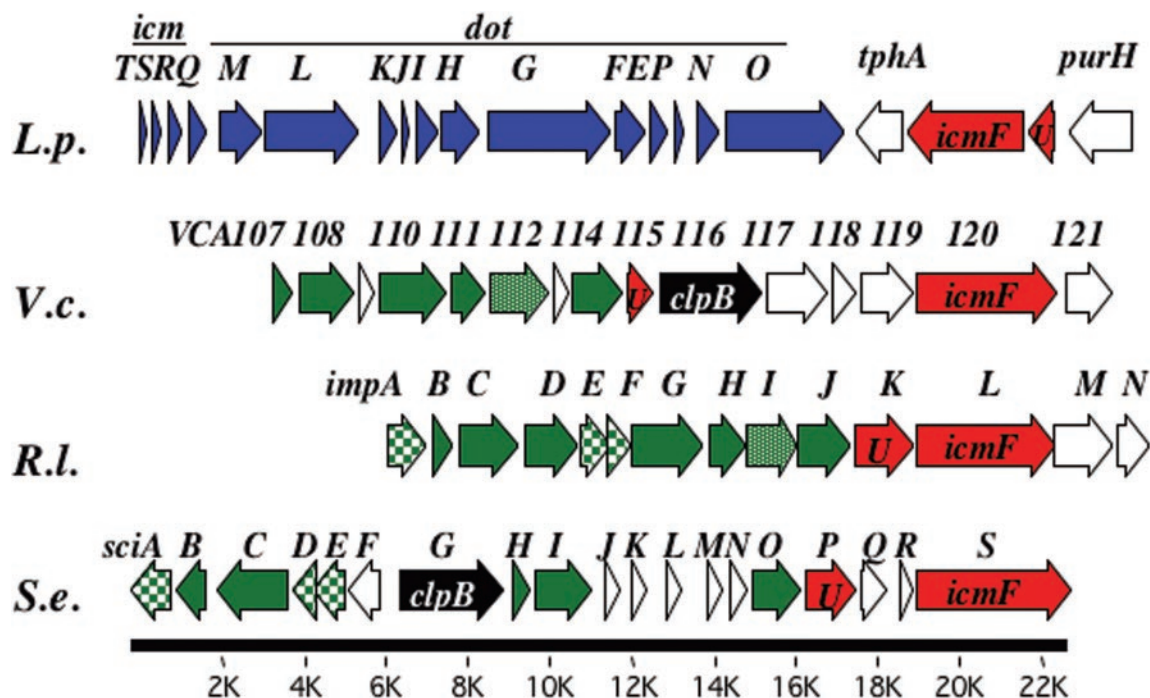 icm dot
TSRQ M L KJI H G FEP N O tphA purH
L.p. icmF U
VCA107 108 110 111 112 114 115 116 117 118 119 120 121
V.c. U clpB icmF
impA B C D E F G H I J K L M N
R.l. U icmF
sciA B C D E F G H I J K L M N O P Q R S
S.e. clpB U icmF
2K 4K 6K 8K 10K 12K 14K 16K 18K 20K 22K